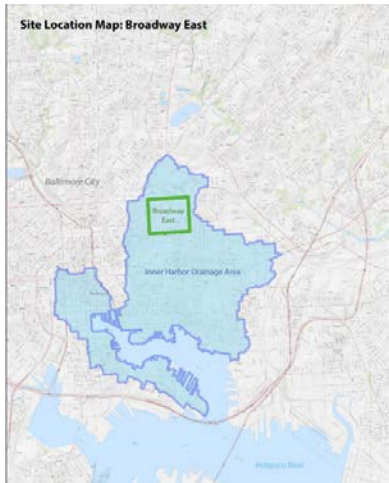 Site Location Map: Broadway East
Baltimore City
Broadway
East
Inner Harbor Drainage Area
Patapsco River